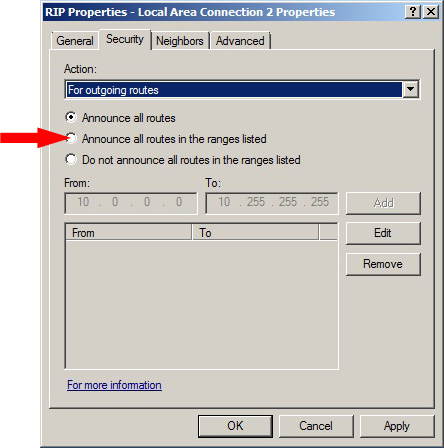 RIP Properties - Local Area Connection 2 Properties
General Security Neighbors Advanced
Action:
For outgoing routes
Announce all routes
Announce all routes in the ranges listed
Do not announce all routes in the ranges listed
From: To:
10 . 0 . 0 . 0 10 . 255 . 255 . 255 Add
From To
Edit
Remove
For more information
OK Cancel Apply